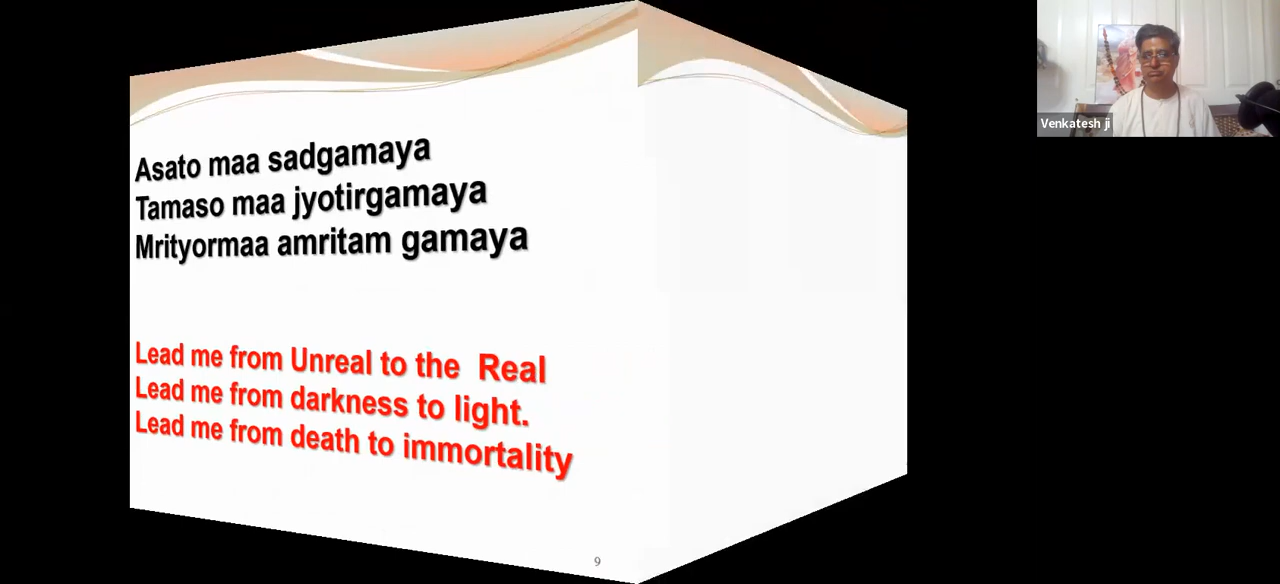 Asato maa sadgamaya
Tamaso maa jyotirgamaya
Mrityormaa amritam gamaya
Lead me from Unreal to the Real
Lead me from darkness to light.
Lead me from death to immortality
9
Venkatesh ji